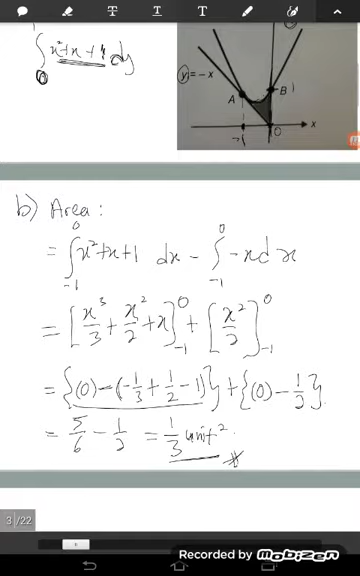 ∫₀ x²+x+1 dy
y=-x
A
B
1
-1
0
x
b) Area :
= ∫₋₁⁰ x²+x+1 dx - ∫₋₁⁰ -x dx
= [x³/3 + x²/2 + x]₋₁⁰ + [x²/2]₋₁⁰
= {(0) - (-1/3 + 1/2 - 1)} + {(0) - 1/2}
= 5/6 - 1/2 = 1/3 unit²
3/22
Recorded by mobizen